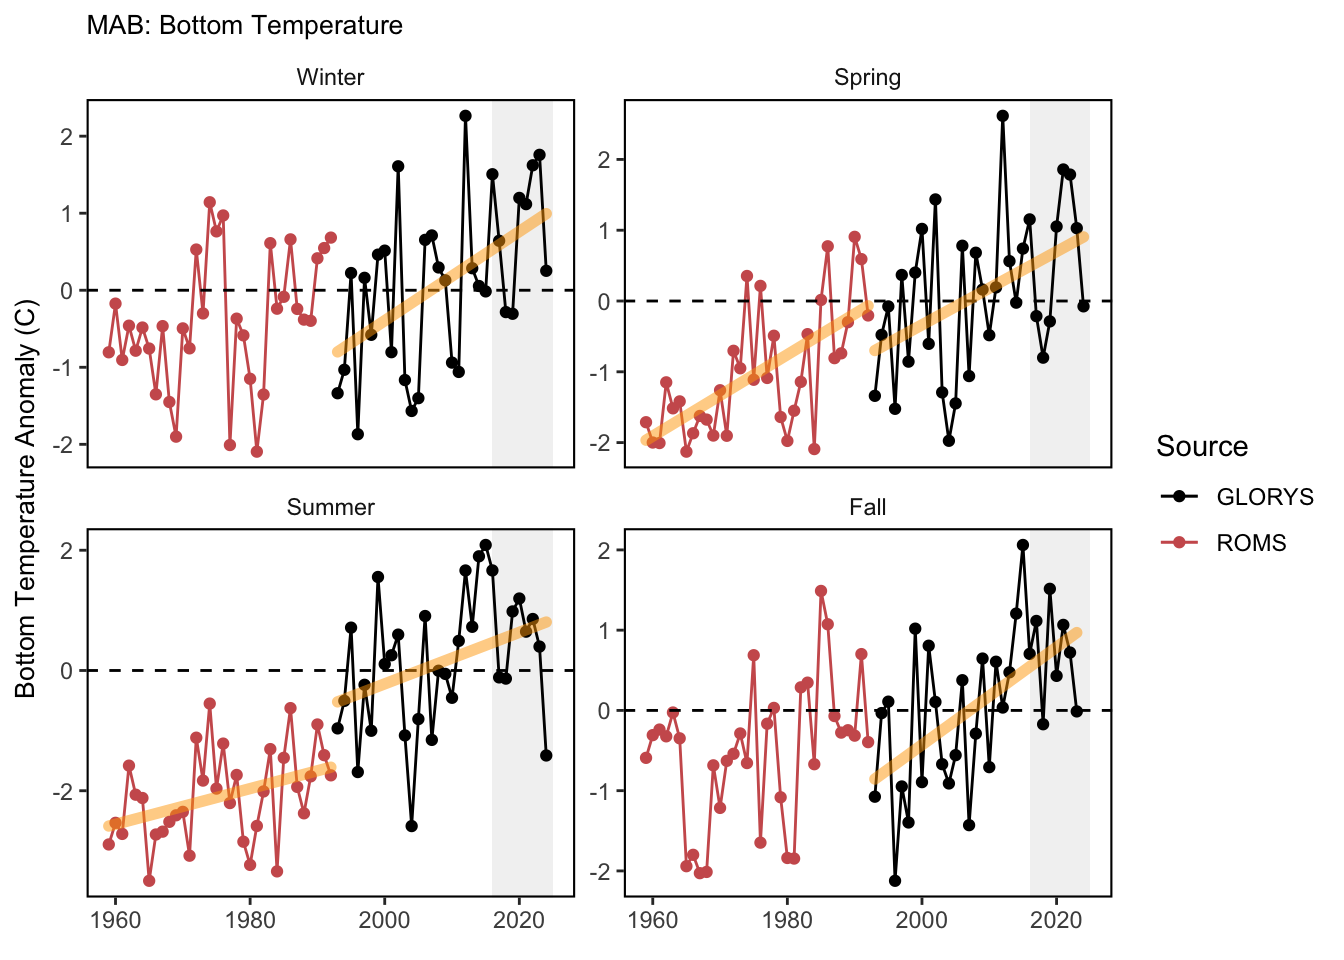 MAB: Bottom Temperature
Winter
Spring
2
1
0
-1
-2
2
1
0
-1
-2
Bottom Temperature Anomaly (C)
Summer
Fall
2
0
-2
2
1
0
-1
-2
1960
1980
2000
2020
1960
1980
2000
2020
Source
GLORYS
ROMS